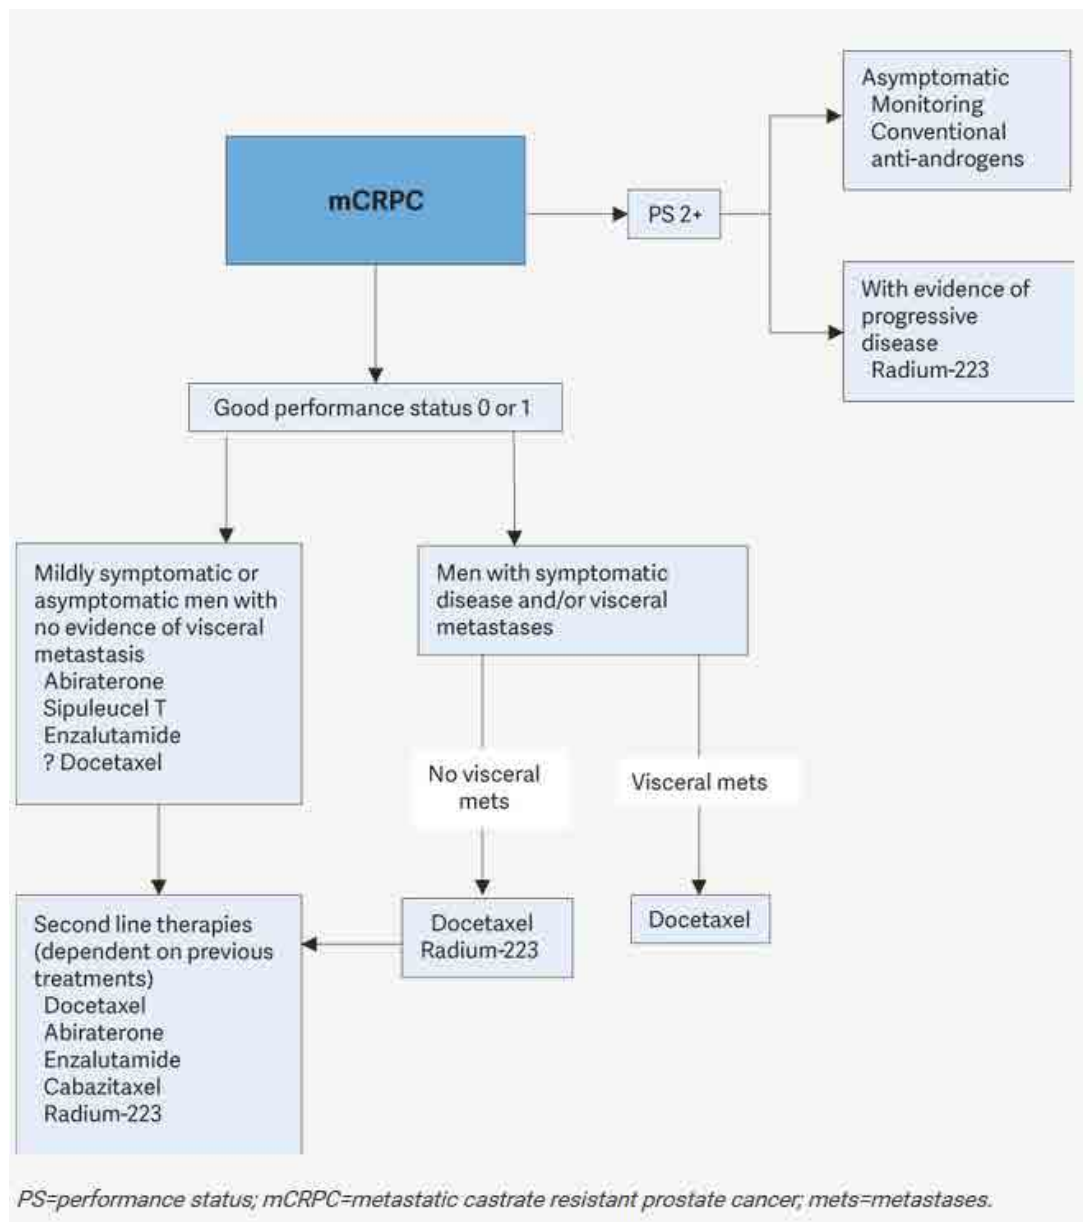 mCRPC
PS 2+
Asymptomatic
Monitoring
Conventional
anti-androgens
With evidence of
progressive
disease
Radium-223
Good performance status 0 or 1
Mildly symptomatic or
asymptomatic men with
no evidence of visceral
metastasis
Abiraterone
Sipuleucel T
Enzalutamide
? Docetaxel
Men with symptomatic
disease and/or visceral
metastases
No visceral
mets
Visceral mets
Docetaxel
Radium-223
Docetaxel
Second line therapies
(dependent on previous
treatments)
Docetaxel
Abiraterone
Enzalutamide
Cabazitaxel
Radium-223
PS=performance status; mCRPC=metastatic castrate resistant prostate cancer; mets=metastases.